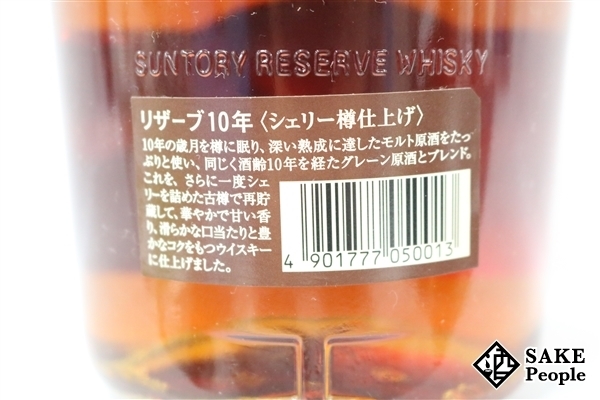 SUNTORY RESERVE WHISKY
リザーブ10年〈シェリー樽仕上げ〉
10年の歳月を樽に眠り、深い熟成に達したモルト原酒をたっ
ぷりと使い、同じく酒齢10年を経たグレーン原酒とブレンド。
これを、さらに一度シェ
リーを詰めた古樽で再貯
蔵して、華やかで甘い香
り、滑らかな口当たりと豊
かなコクをもつウイスキー
に仕上げました。
4 901777 050013
SAKE
People